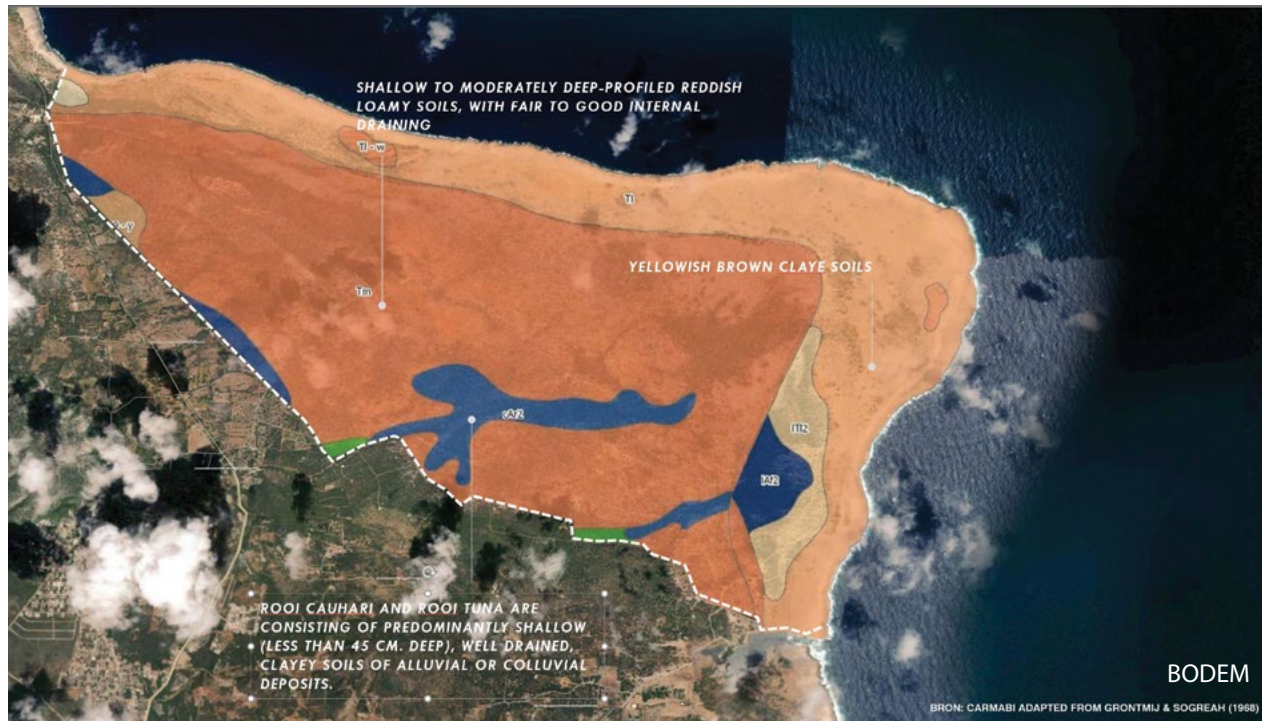 SHALLOW TO MODERATELY DEEP-PROFILED REDDISH
LOAMY SOILS, WITH FAIR TO GOOD INTERNAL
DRAINING
Tl - w
Tl
YELLOWISH BROWN CLAYE SOILS
Tm
cAr2
lAf2
ROOI CAUHARI AND ROOI TUNA ARE
CONSISTING OF PREDOMINANTLY SHALLOW
(LESS THAN 45 CM. DEEP), WELL DRAINED,
CLAYEY SOILS OF ALLUVIAL OR COLLUVIAL
DEPOSITS.
BODEM
BRON: CARMABI ADAPTED FROM GRONTMIJ & SOGREAH (1968)